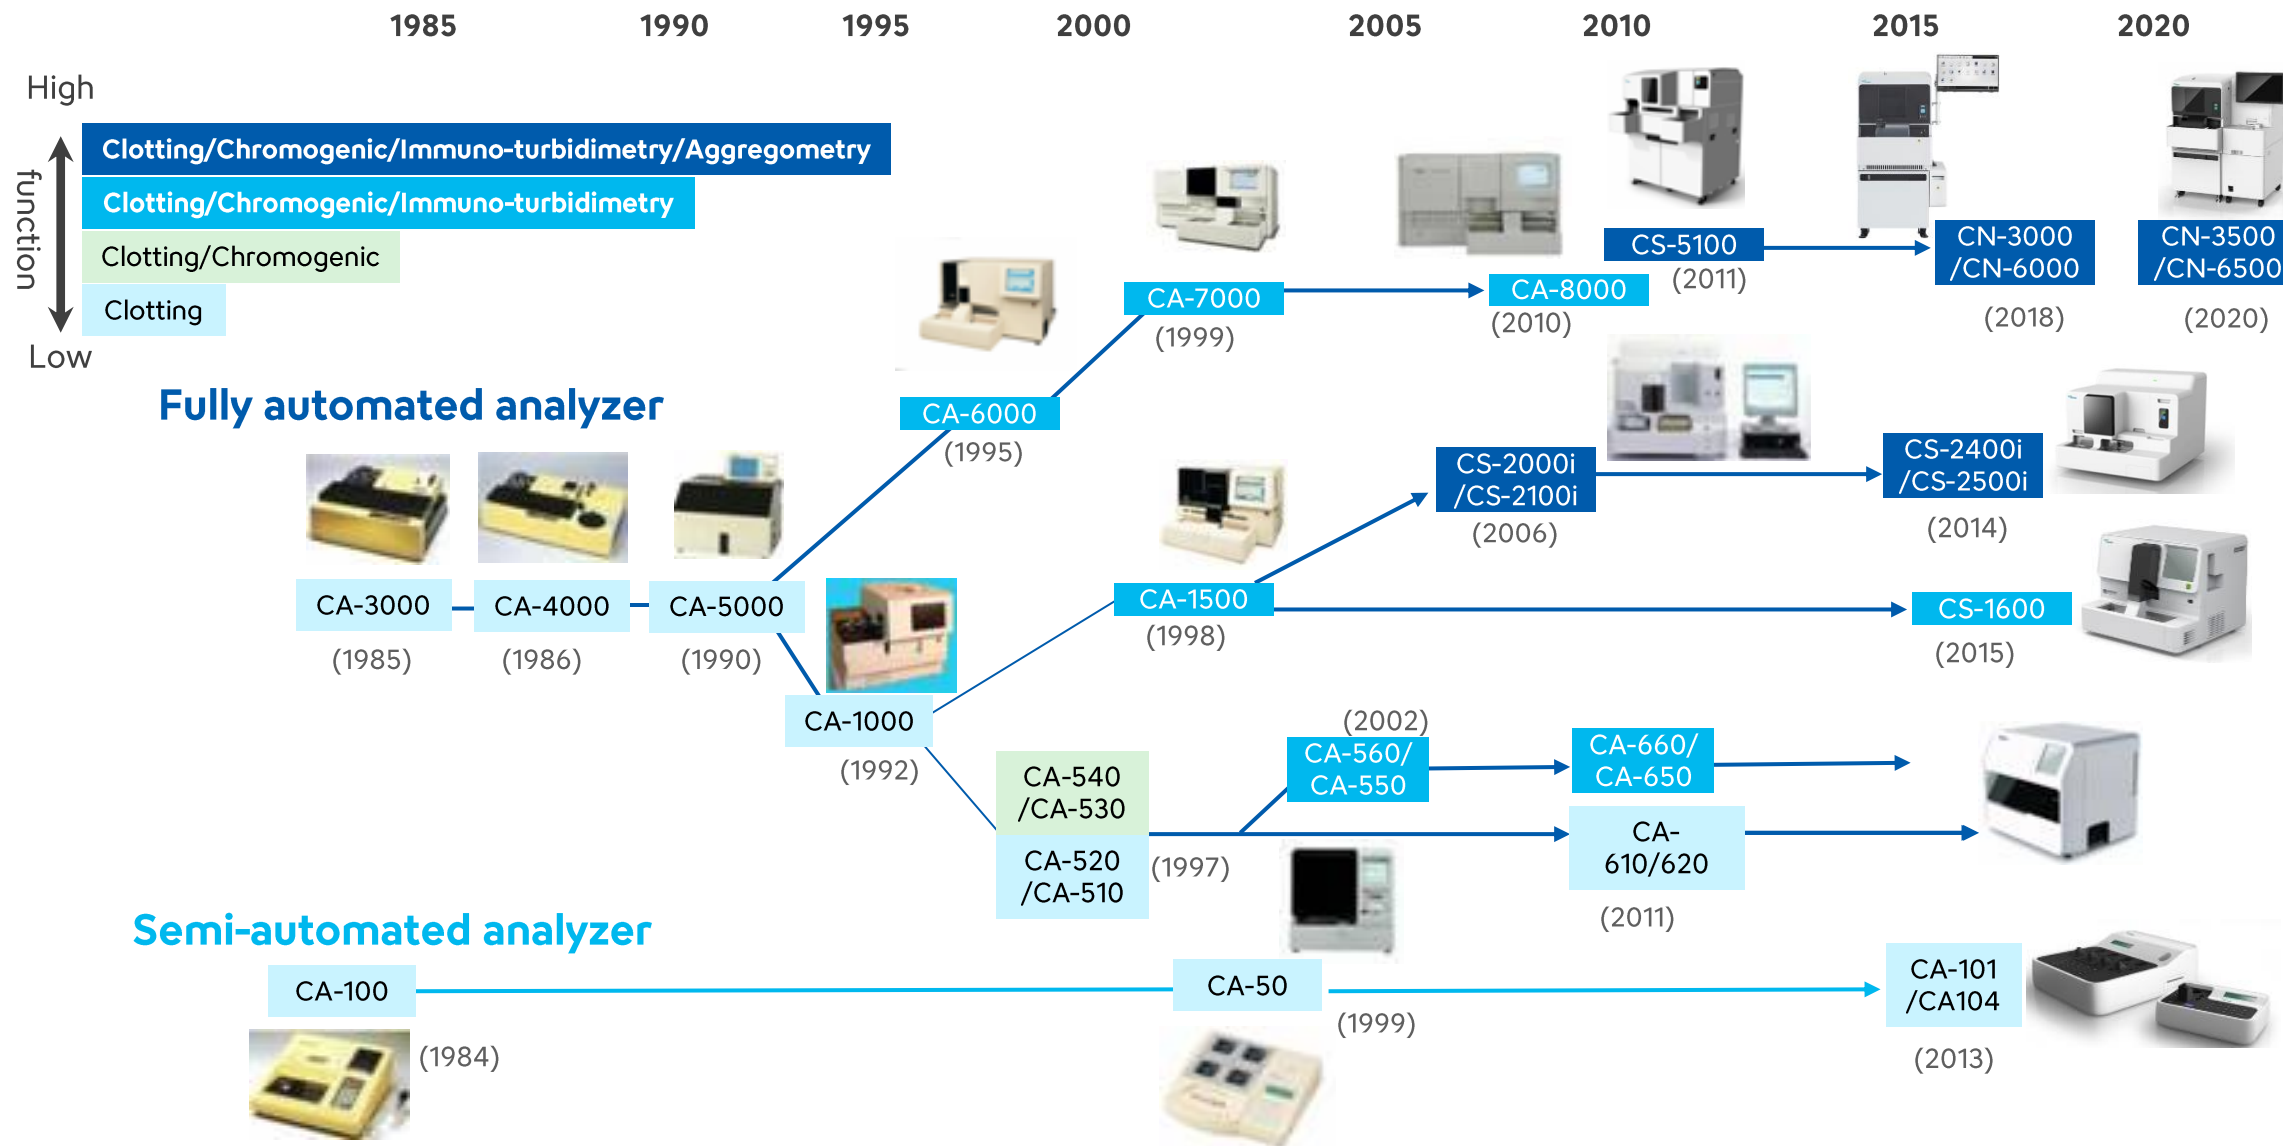 1985 1990 1995 2000 2005 2010 2015 2020
High
function
Low
Clotting/Chromogenic/Immuno-turbidimetry/Aggregometry
Clotting/Chromogenic/Immuno-turbidimetry
Clotting/Chromogenic
Clotting
Fully automated analyzer
CA-3000
(1985)
CA-4000
(1986)
CA-5000
(1990)
CA-6000
(1995)
CA-7000
(1999)
CA-8000
(2010)
CS-5100
(2011)
CN-3000
/CN-6000
(2018)
CN-3500
/CN-6500
(2020)
CA-1000
(1992)
CA-1500
(1998)
CS-2000i
/CS-2100i
(2006)
CS-2400i
/CS-2500i
(2014)
CS-1600
(2015)
CA-540
/CA-530
CA-520
/CA-510
(1997)
(2002)
CA-560/
CA-550
CA-660/
CA-650
CA-
610/620
(2011)
Semi-automated analyzer
CA-100
(1984)
CA-50
(1999)
CA-101
/CA104
(2013)